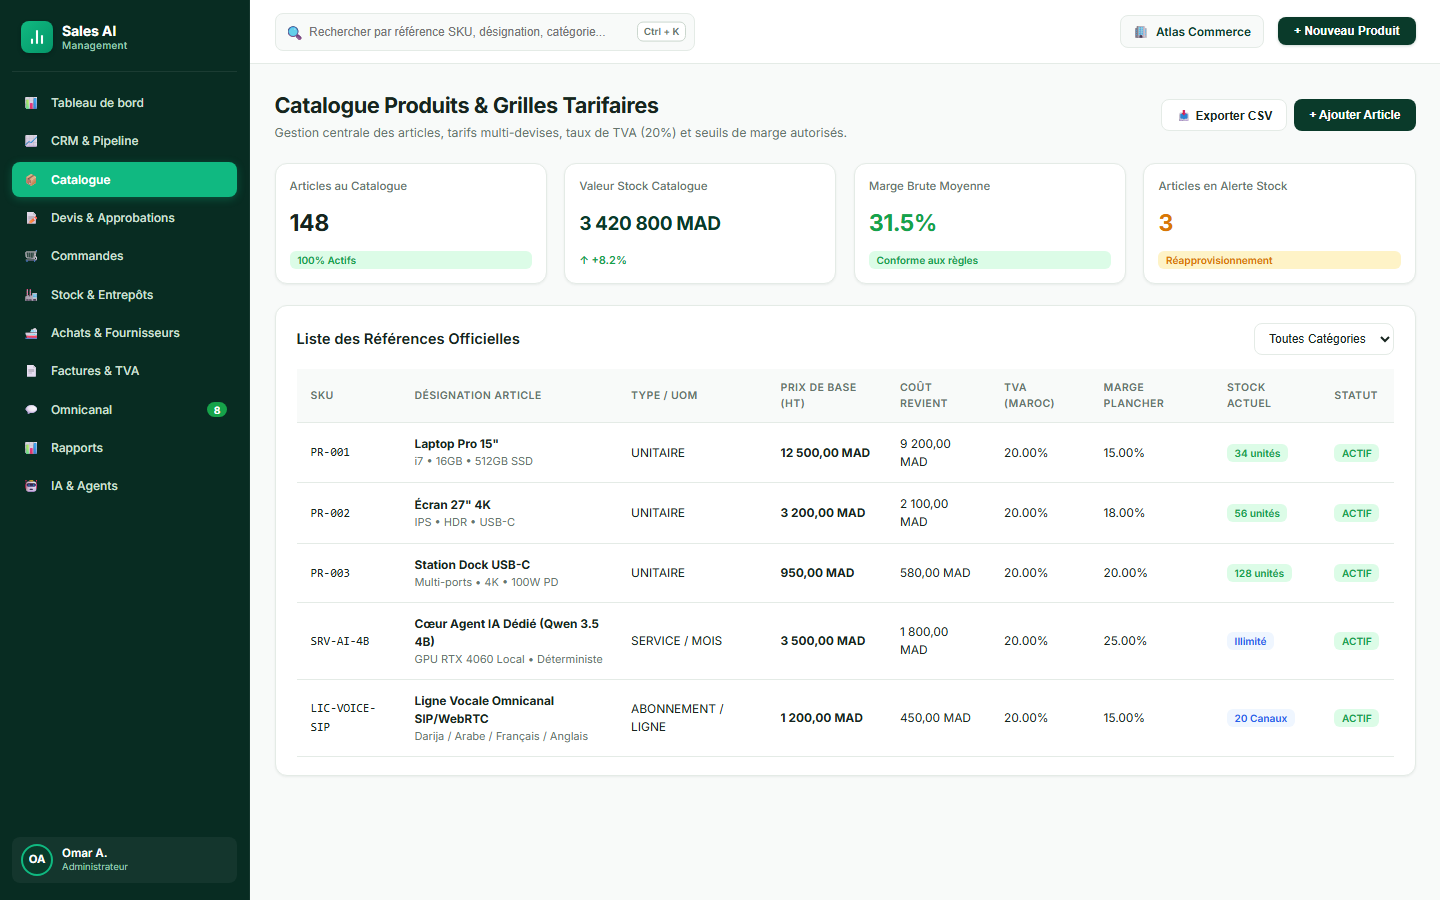 Sales AI
Management
Tableau de bord
CRM & Pipeline
Catalogue
Devis & Approbations
Commandes
Stock & Entrepôts
Achats & Fournisseurs
Factures & TVA
Omnicanal 8
Rapports
IA & Agents
OA
Omar A.
Administrateur
Rechercher par référence SKU, désignation, catégorie... Ctrl + K
Atlas Commerce
+ Nouveau Produit
Catalogue Produits & Grilles Tarifaires
Gestion centrale des articles, tarifs multi-devises, taux de TVA (20%) et seuils de marge autorisés.
Exporter CSV
+ Ajouter Article
Articles au Catalogue
148
100% Actifs
Valeur Stock Catalogue
3 420 800 MAD
↑ +8.2%
Marge Brute Moyenne
31.5%
Conforme aux règles
Articles en Alerte Stock
3
Réapprovisionnement
Liste des Références Officielles
Toutes Catégories
SKU
DÉSIGNATION ARTICLE
TYPE / UOM
PRIX DE BASE
(HT)
COÛT
REVIENT
TVA
(MAROC)
MARGE
PLANCHER
STOCK
ACTUEL
STATUT
PR-001
Laptop Pro 15"
i7 • 16GB • 512GB SSD
UNITAIRE
12 500,00 MAD
9 200,00
MAD
20.00%
15.00%
34 unités
ACTIF
PR-002
Écran 27" 4K
IPS • HDR • USB-C
UNITAIRE
3 200,00 MAD
2 100,00
MAD
20.00%
18.00%
56 unités
ACTIF
PR-003
Station Dock USB-C
Multi-ports • 4K • 100W PD
UNITAIRE
950,00 MAD
580,00 MAD
20.00%
20.00%
128 unités
ACTIF
SRV-AI-4B
Cœur Agent IA Dédié (Qwen 3.5
4B)
GPU RTX 4060 Local • Déterministe
SERVICE / MOIS
3 500,00 MAD
1 800,00
MAD
20.00%
25.00%
Illimité
ACTIF
LIC-VOICE-
SIP
Ligne Vocale Omnicanal
SIP/WebRTC
Darija / Arabe / Français / Anglais
ABONNEMENT /
LIGNE
1 200,00 MAD
450,00 MAD
20.00%
15.00%
20 Canaux
ACTIF